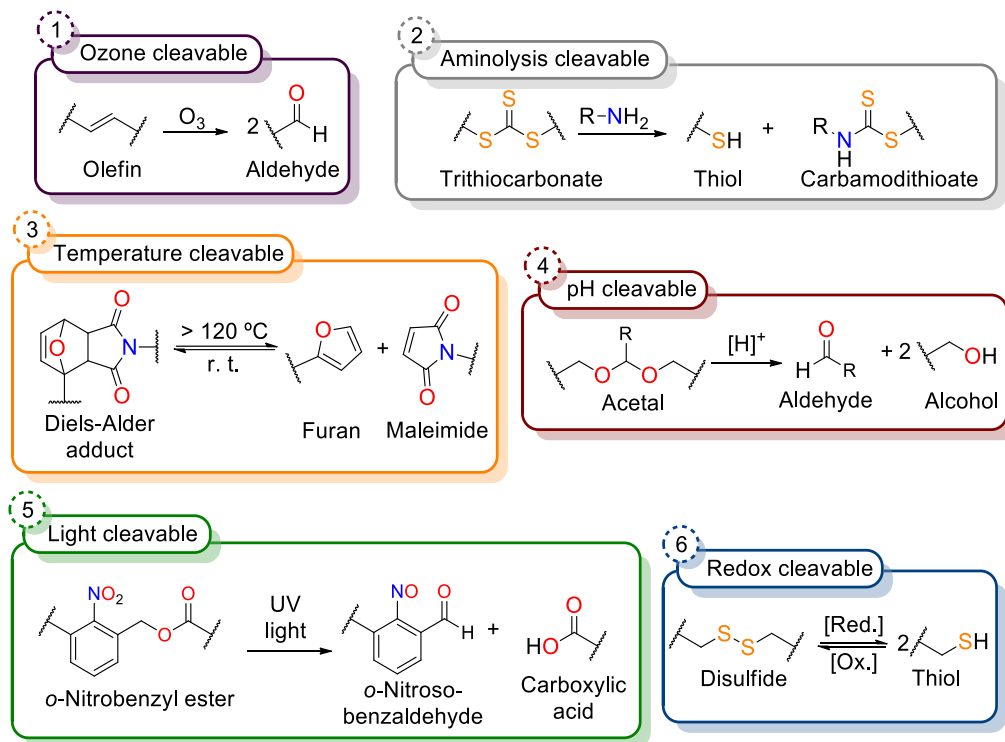 1
Ozone cleavable
O
H
O3
2
Olefin
Aldehyde
2
Aminolysis cleavable
S
S
S
R–NH2
SH
+
R
N
H
S
S
Trithiocarbonate
Thiol
Carbamodithioate
3
Temperature cleavable
O
O
N
O
> 120 ºC
r. t.
O
+
O
N
O
Diels-Alder
adduct
Furan
Maleimide
4
pH cleavable
R
O
O
[H]+
O
H
R
+ 2
OH
Acetal
Aldehyde
Alcohol
5
Light cleavable
NO2
O
O
UV
light
NO
O
H
+
O
HO
o-Nitrobenzyl ester
o-Nitroso-
benzaldehyde
Carboxylic
acid
6
Redox cleavable
S
S
[Red.]
[Ox.]
2
SH
Disulfide
Thiol